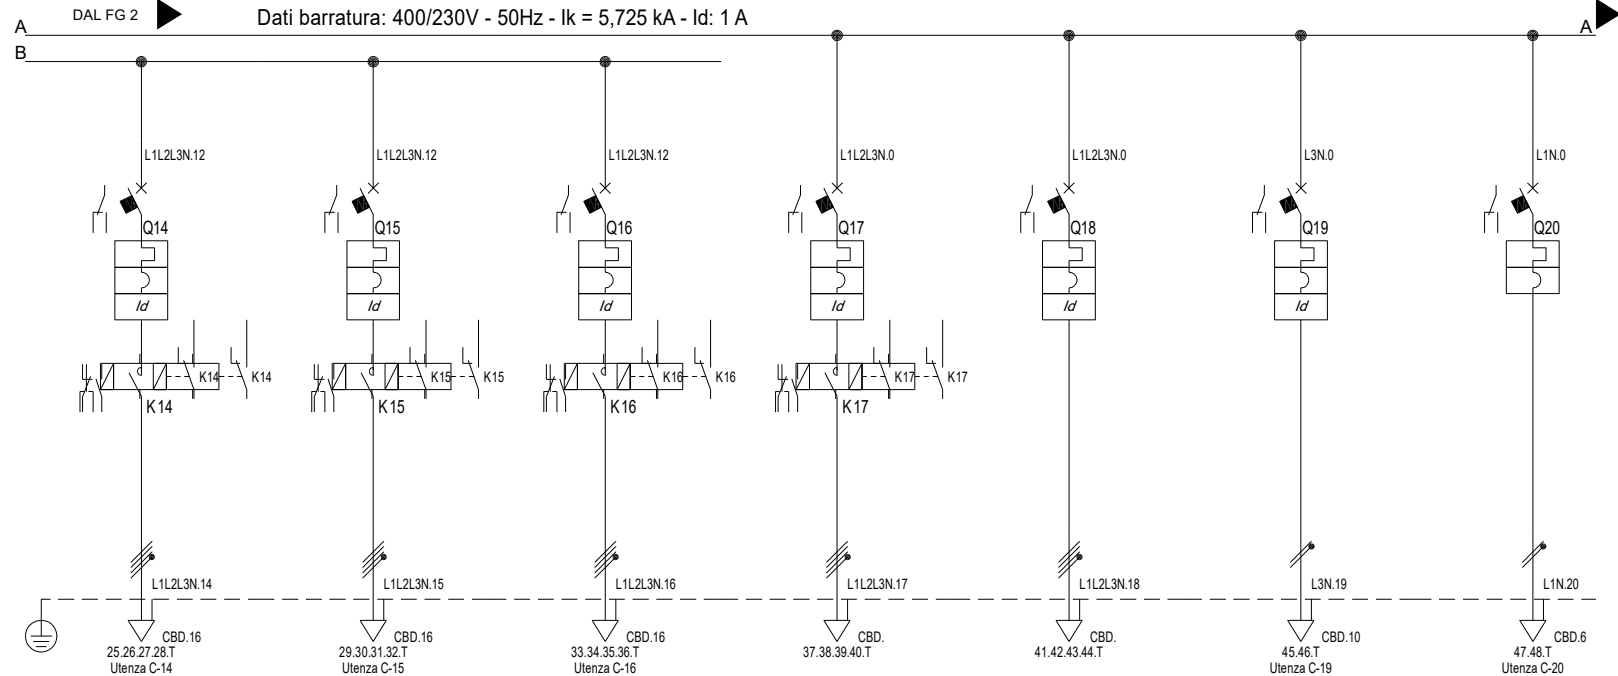 DAL FG 2
Dati barratura: 400/230V - 50Hz - Ik = 5,725 kA - Id: 1 A
A
A
B
L1L2L3N.12
L1L2L3N.12
L1L2L3N.12
L1L2L3N.0
L1L2L3N.0
L3N.0
L1N.0
Q14
Q15
Q16
Q17
Q18
Q19
Q20
Id
Id
Id
Id
Id
Id
K14
K14
K15
K15
K16
K16
K17
K17
K14
K15
K16
K17
L1L2L3N.14
L1L2L3N.15
L1L2L3N.16
L1L2L3N.17
L1L2L3N.18
L3N.19
L1N.20
CBD.16
CBD.16
CBD.16
CBD.
CBD.
CBD.10
CBD.6
25.26.27.28.T
29.30.31.32.T
33.34.35.36.T
37.38.39.40.T
41.42.43.44.T
45.46.T
47.48.T
Utenza C-14
Utenza C-15
Utenza C-16
Utenza C-19
Utenza C-20